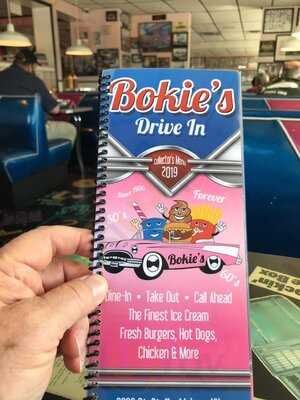 Bokie's
Drive In
Collector's Menu
2019
Since 1990
Forever
50's
Bokie's
60's
Dine-In • Take Out • Call Ahead
The Finest Ice Cream
Fresh Burgers, Hot Dogs,
Chicken & More